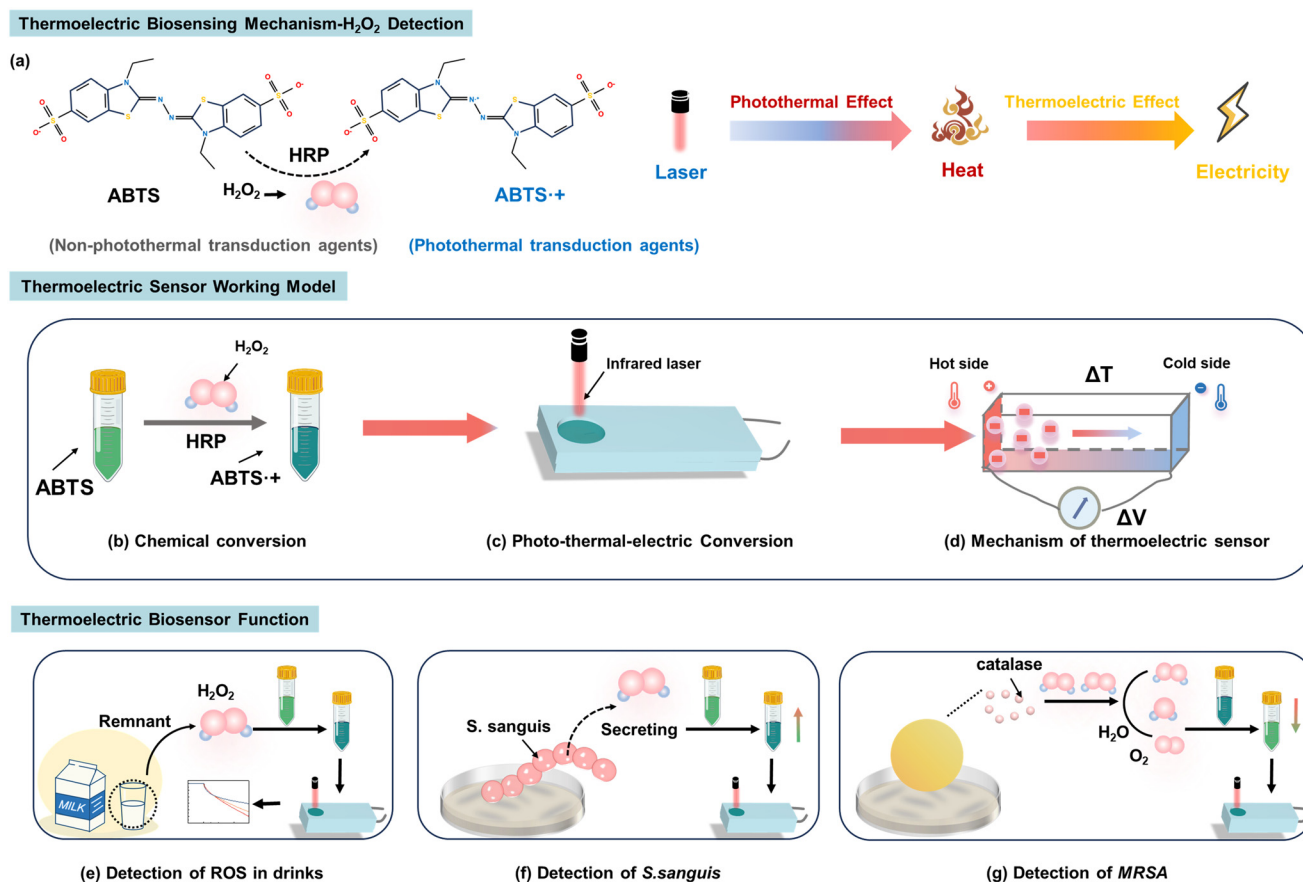 Thermoelectric Biosensing Mechanism-H₂O₂ Detection
(a)
O O⁻ S O N S N N S N O S O O⁻
HRP
H₂O₂
ABTS
(Non-photothermal transduction agents)
O O⁻ S O N·⁺ S N N S N O S O O⁻
ABTS·+
(Photothermal transduction agents)
Laser
Photothermal Effect
Heat
Thermoelectric Effect
Electricity
Thermoelectric Sensor Working Model
H₂O₂
HRP
ABTS
ABTS·+
(b) Chemical conversion
Infrared laser
(c) Photo-thermal-electric Conversion
Hot side
ΔT
Cold side
+
−
ΔV
(d) Mechanism of thermoelectric sensor
Thermoelectric Biosensor Function
H₂O₂
Remnant
MILK
(e) Detection of ROS in drinks
S. sanguis
Secreting
(f) Detection of S.sanguis
catalase
H₂O
O₂
(g) Detection of MRSA